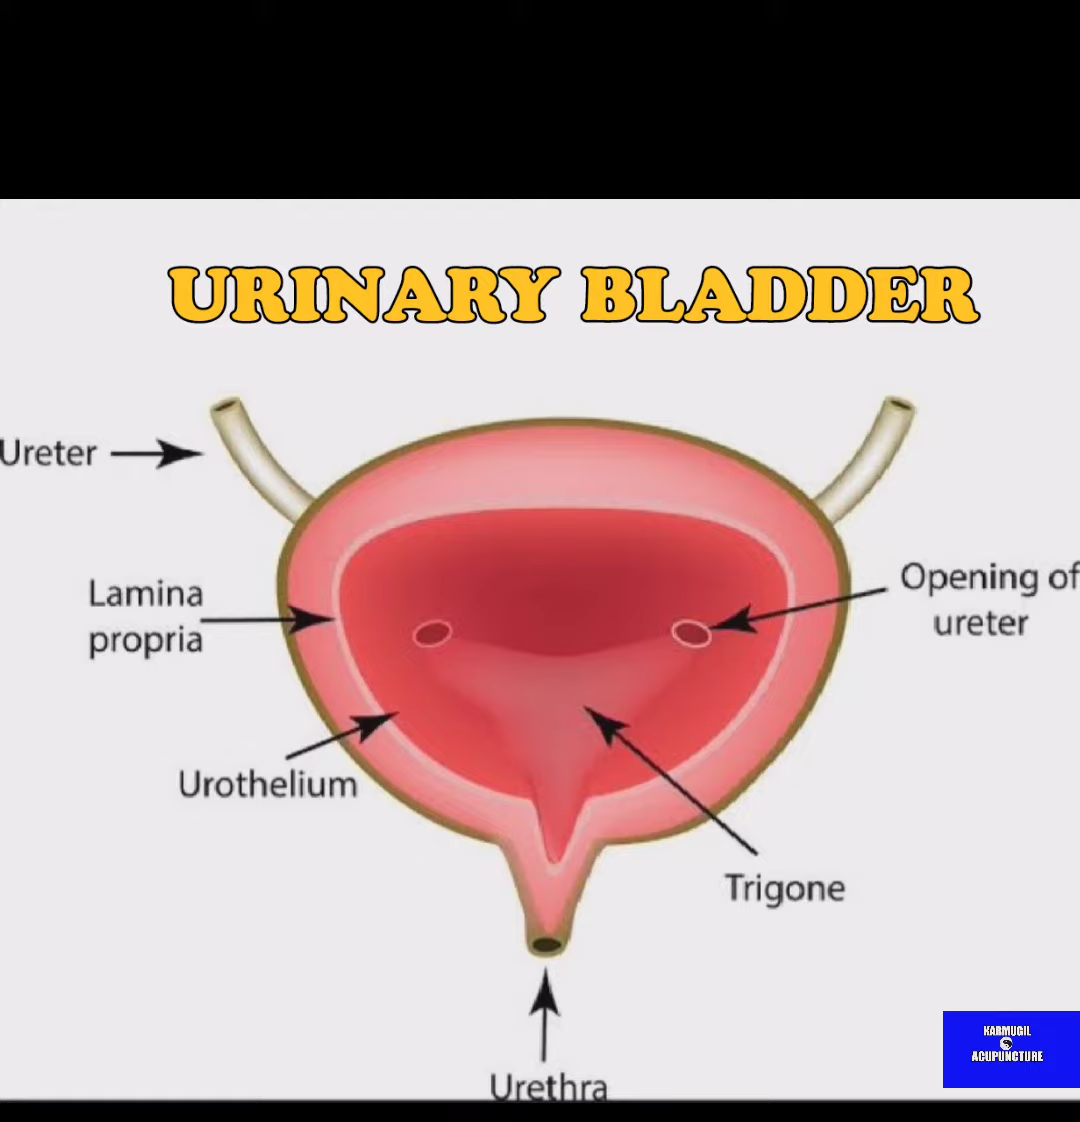 URINARY BLADDER
Ureter
Lamina
propria
Opening of
ureter
Urothelium
Trigone
Urethra
KARMUGIL
ACUPUNCTURE